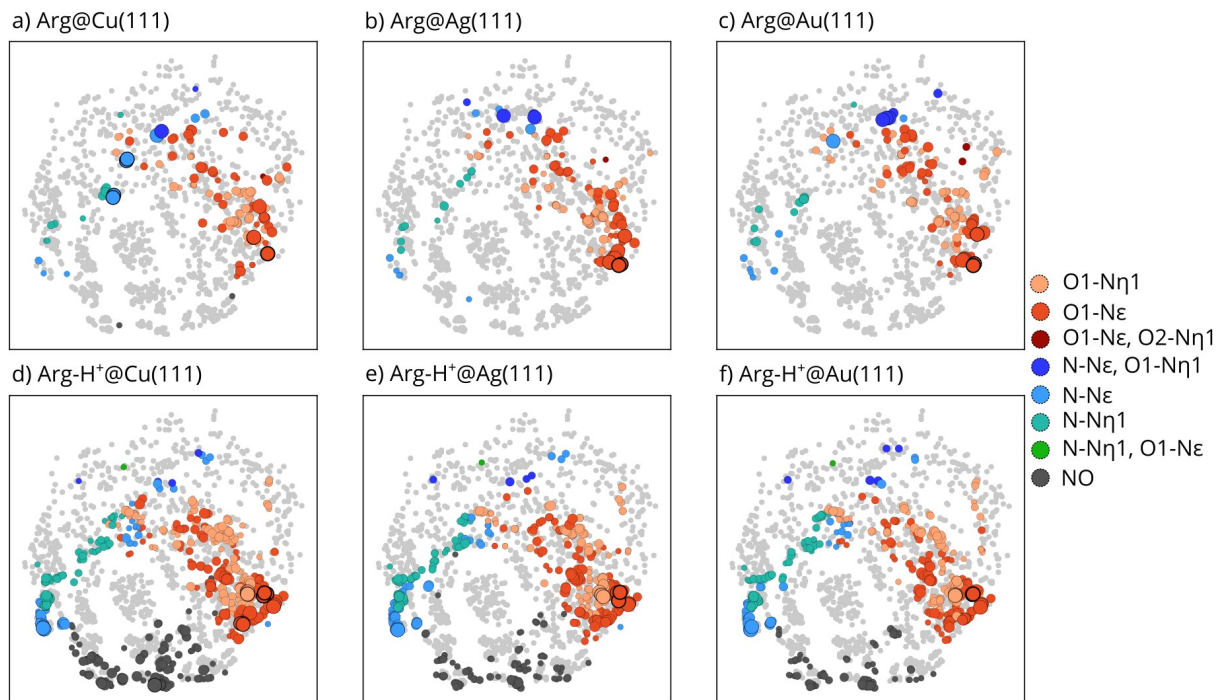 a) Arg@Cu(111)
b) Arg@Ag(111)
c) Arg@Au(111)
O1-Nη1
O1-Nε
O1-Nε, O2-Nη1
N-Nε, O1-Nη1
N-Nε
N-Nη1
N-Nη1, O1-Nε
NO
d) Arg-H⁺@Cu(111)
e) Arg-H⁺@Ag(111)
f) Arg-H⁺@Au(111)